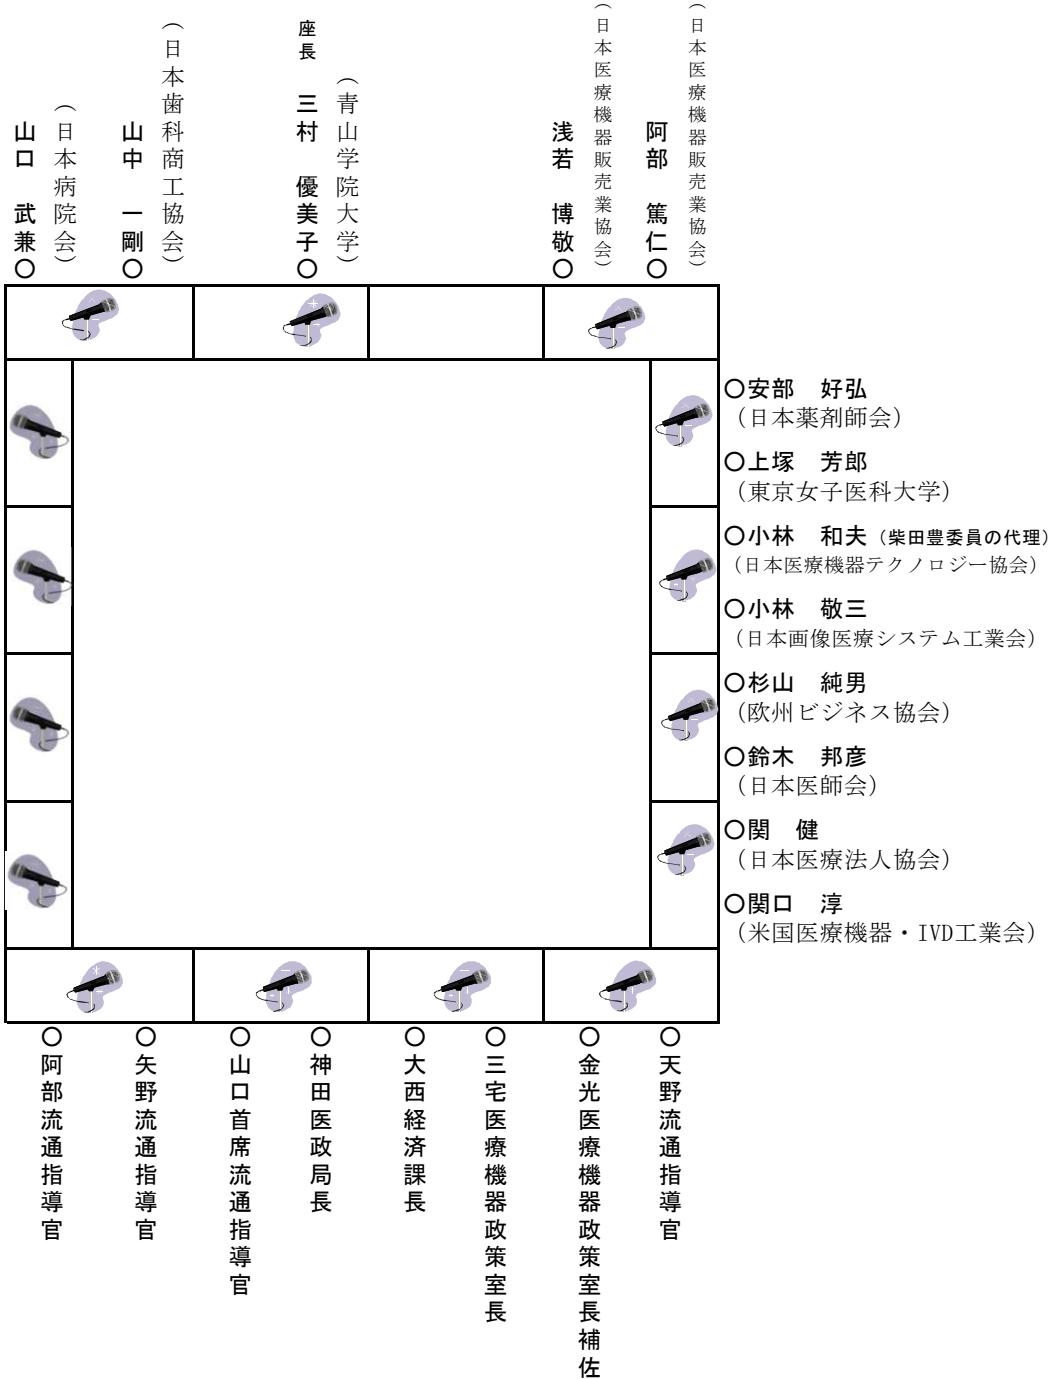 山口　武兼○
（日本病院会）
山中　一剛○
（日本歯科商工協会）
座長　三村　優美子○
（青山学院大学）
浅若　博敬○
（日本医療機器販売業協会）
阿部　篤仁○
（日本医療機器販売業協会）
○安部　好弘
（日本薬剤師会）
○上塚　芳郎
（東京女子医科大学）
○小林　和夫（柴田豊委員の代理）
（日本医療機器テクノロジー協会）
○小林　敬三
（日本画像医療システム工業会）
○杉山　純男
（欧州ビジネス協会）
○鈴木　邦彦
（日本医師会）
○関　健
（日本医療法人協会）
○関口　淳
（米国医療機器・IVD工業会）
○阿部流通指導官
○矢野流通指導官
○山口首席流通指導官
○神田医政局長
○大西経済課長
○三宅医療機器政策室長
○金光医療機器政策室長補佐
○天野流通指導官